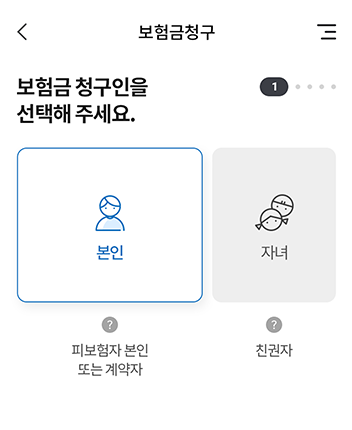 보험금청구
보험금 청구인을
1
선택해 주세요.
본인
자녀
?
?
피보험자 본인
또는 계약자
친권자